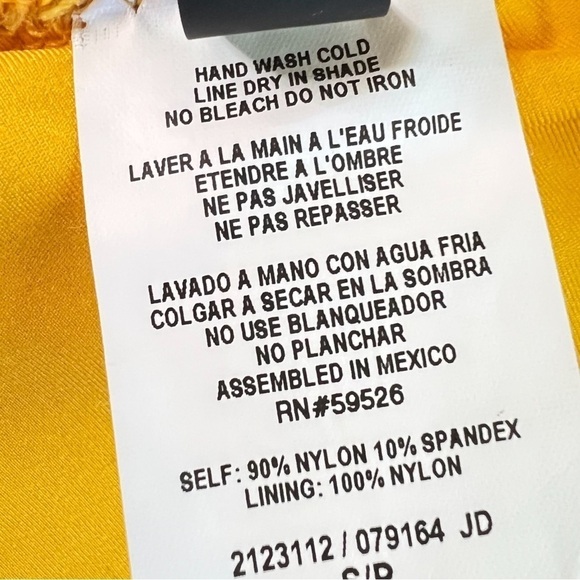 HAND WASH COLD
LINE DRY IN SHADE
NO BLEACH DO NOT IRON
LAVER A LA MAIN A L'EAU FROIDE
ETENDRE A L'OMBRE
NE PAS JAVELLISER
NE PAS REPASSER
LAVADO A MANO CON AGUA FRIA
COLGAR A SECAR EN LA SOMBRA
NO USE BLANQUEADOR
NO PLANCHAR
ASSEMBLED IN MEXICO
RN#59526
SELF: 90% NYLON 10% SPANDEX
LINING: 100% NYLON
2123112 / 079164 JD